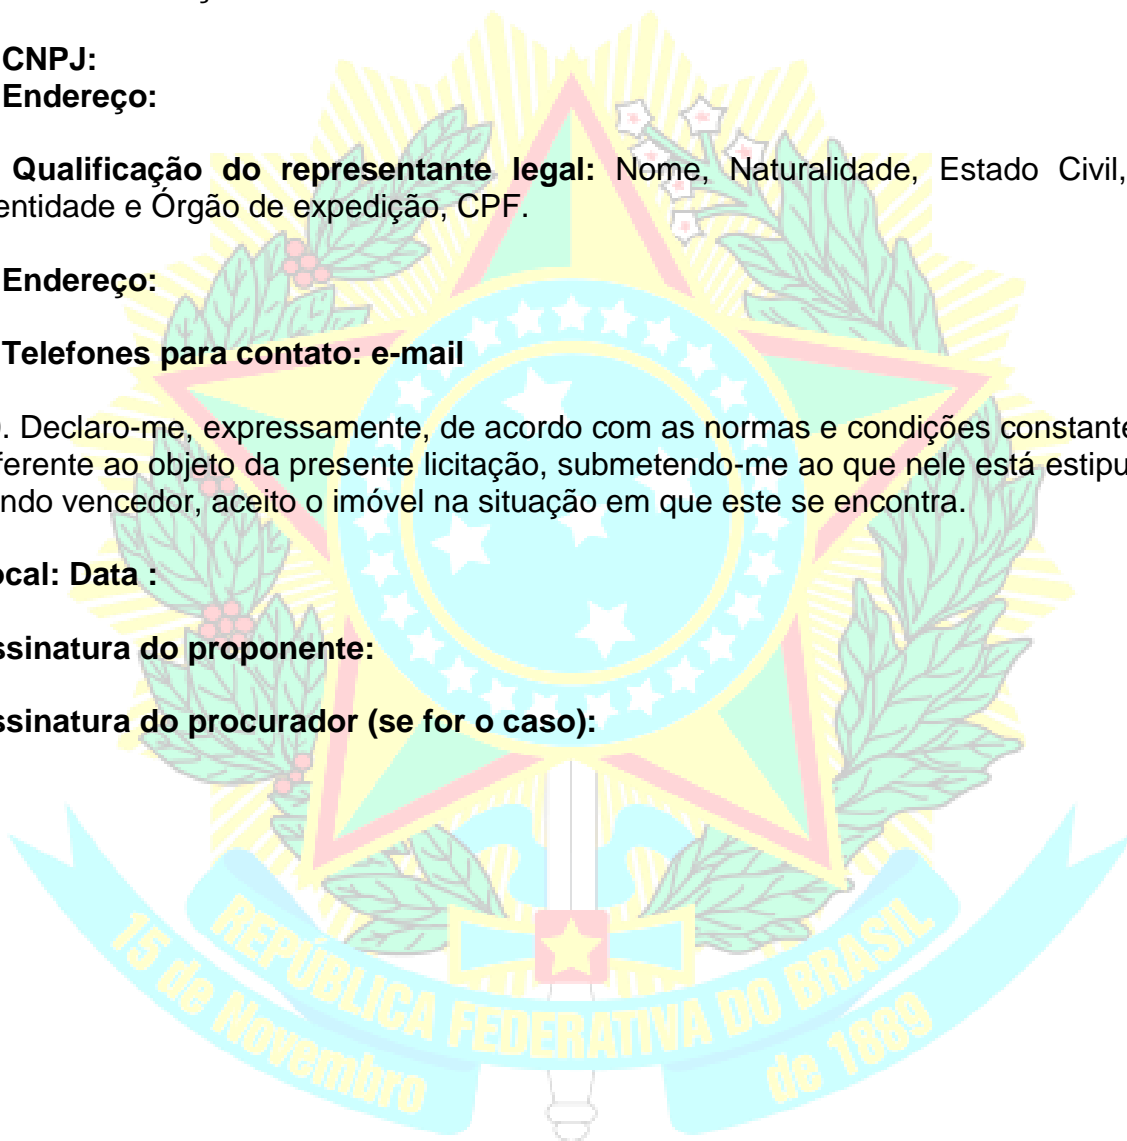 CNPJ:
Endereço:
Qualificação do representante legal: Nome, Naturalidade, Estado Civil,
entidade e Órgão de expedição, CPF.
Endereço:
Telefones para contato: e-mail
. Declaro-me, expressamente, de acordo com as normas e condições constante
ferente ao objeto da presente licitação, submetendo-me ao que nele está estipu
ndo vencedor, aceito o imóvel na situação em que este se encontra.
ocal: Data :
ssinatura do proponente:
ssinatura do procurador (se for o caso):
REPÚBLICA FEDERATIVA DO BRASIL
15 de Novembro
de 1889